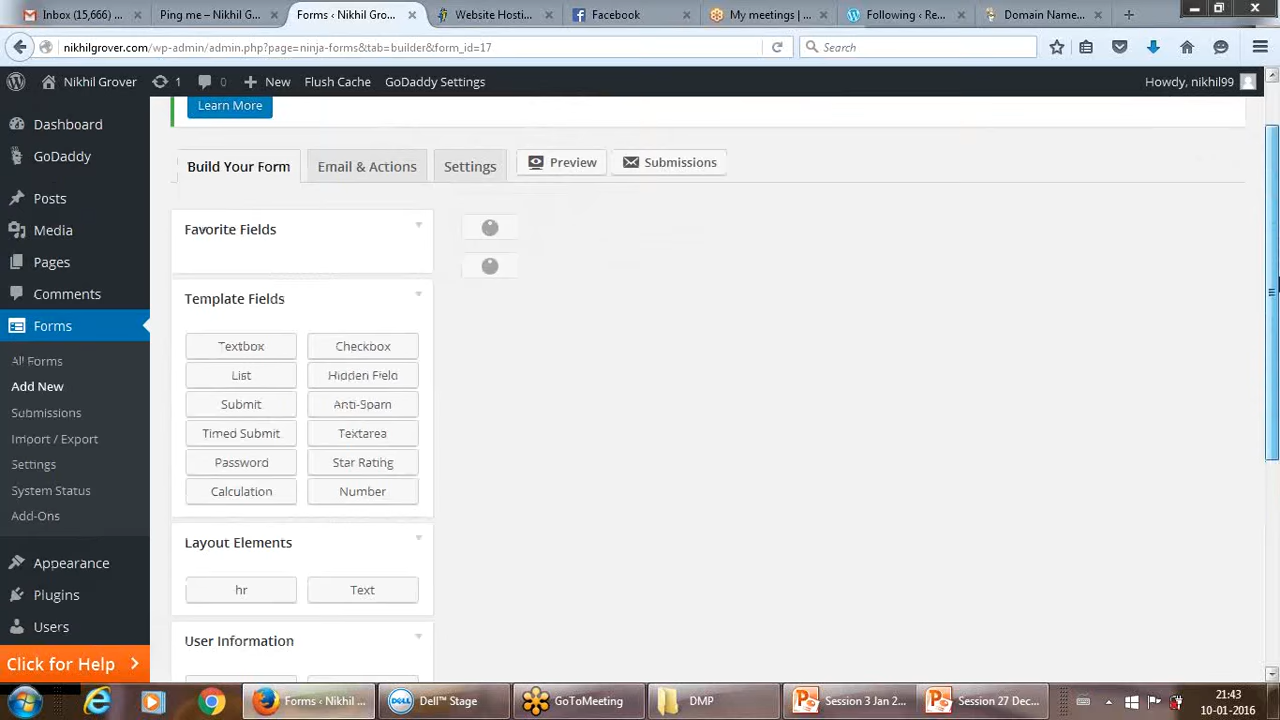 Inbox (15,666)
Ping me – Nikhil G...
Forms ‹ Nikhil Gro...
Website Hosti...
Facebook
My meetings | ...
Following ‹ Re...
Domain Name...
nikhilgrover.com/wp-admin/admin.php?page=ninja-forms&tab=builder&form_id=17
Search
Nikhil Grover
1
0
New
Flush Cache
GoDaddy Settings
Howdy, nikhil99
Learn More
Dashboard
GoDaddy
Posts
Media
Pages
Comments
Forms
All Forms
Add New
Submissions
Import / Export
Settings
System Status
Add-Ons
Appearance
Plugins
Users
Click for Help
Build Your Form
Email & Actions
Settings
Preview
Submissions
Favorite Fields
Template Fields
Textbox
Checkbox
List
Hidden Field
Submit
Anti-Spam
Timed Submit
Textarea
Password
Star Rating
Calculation
Number
Layout Elements
hr
Text
User Information
Forms ‹ Nikhil ...
Dell™ Stage
GoToMeeting
DMP
Session 3 Jan 2...
Session 27 Dec...
21:43
10-01-2016